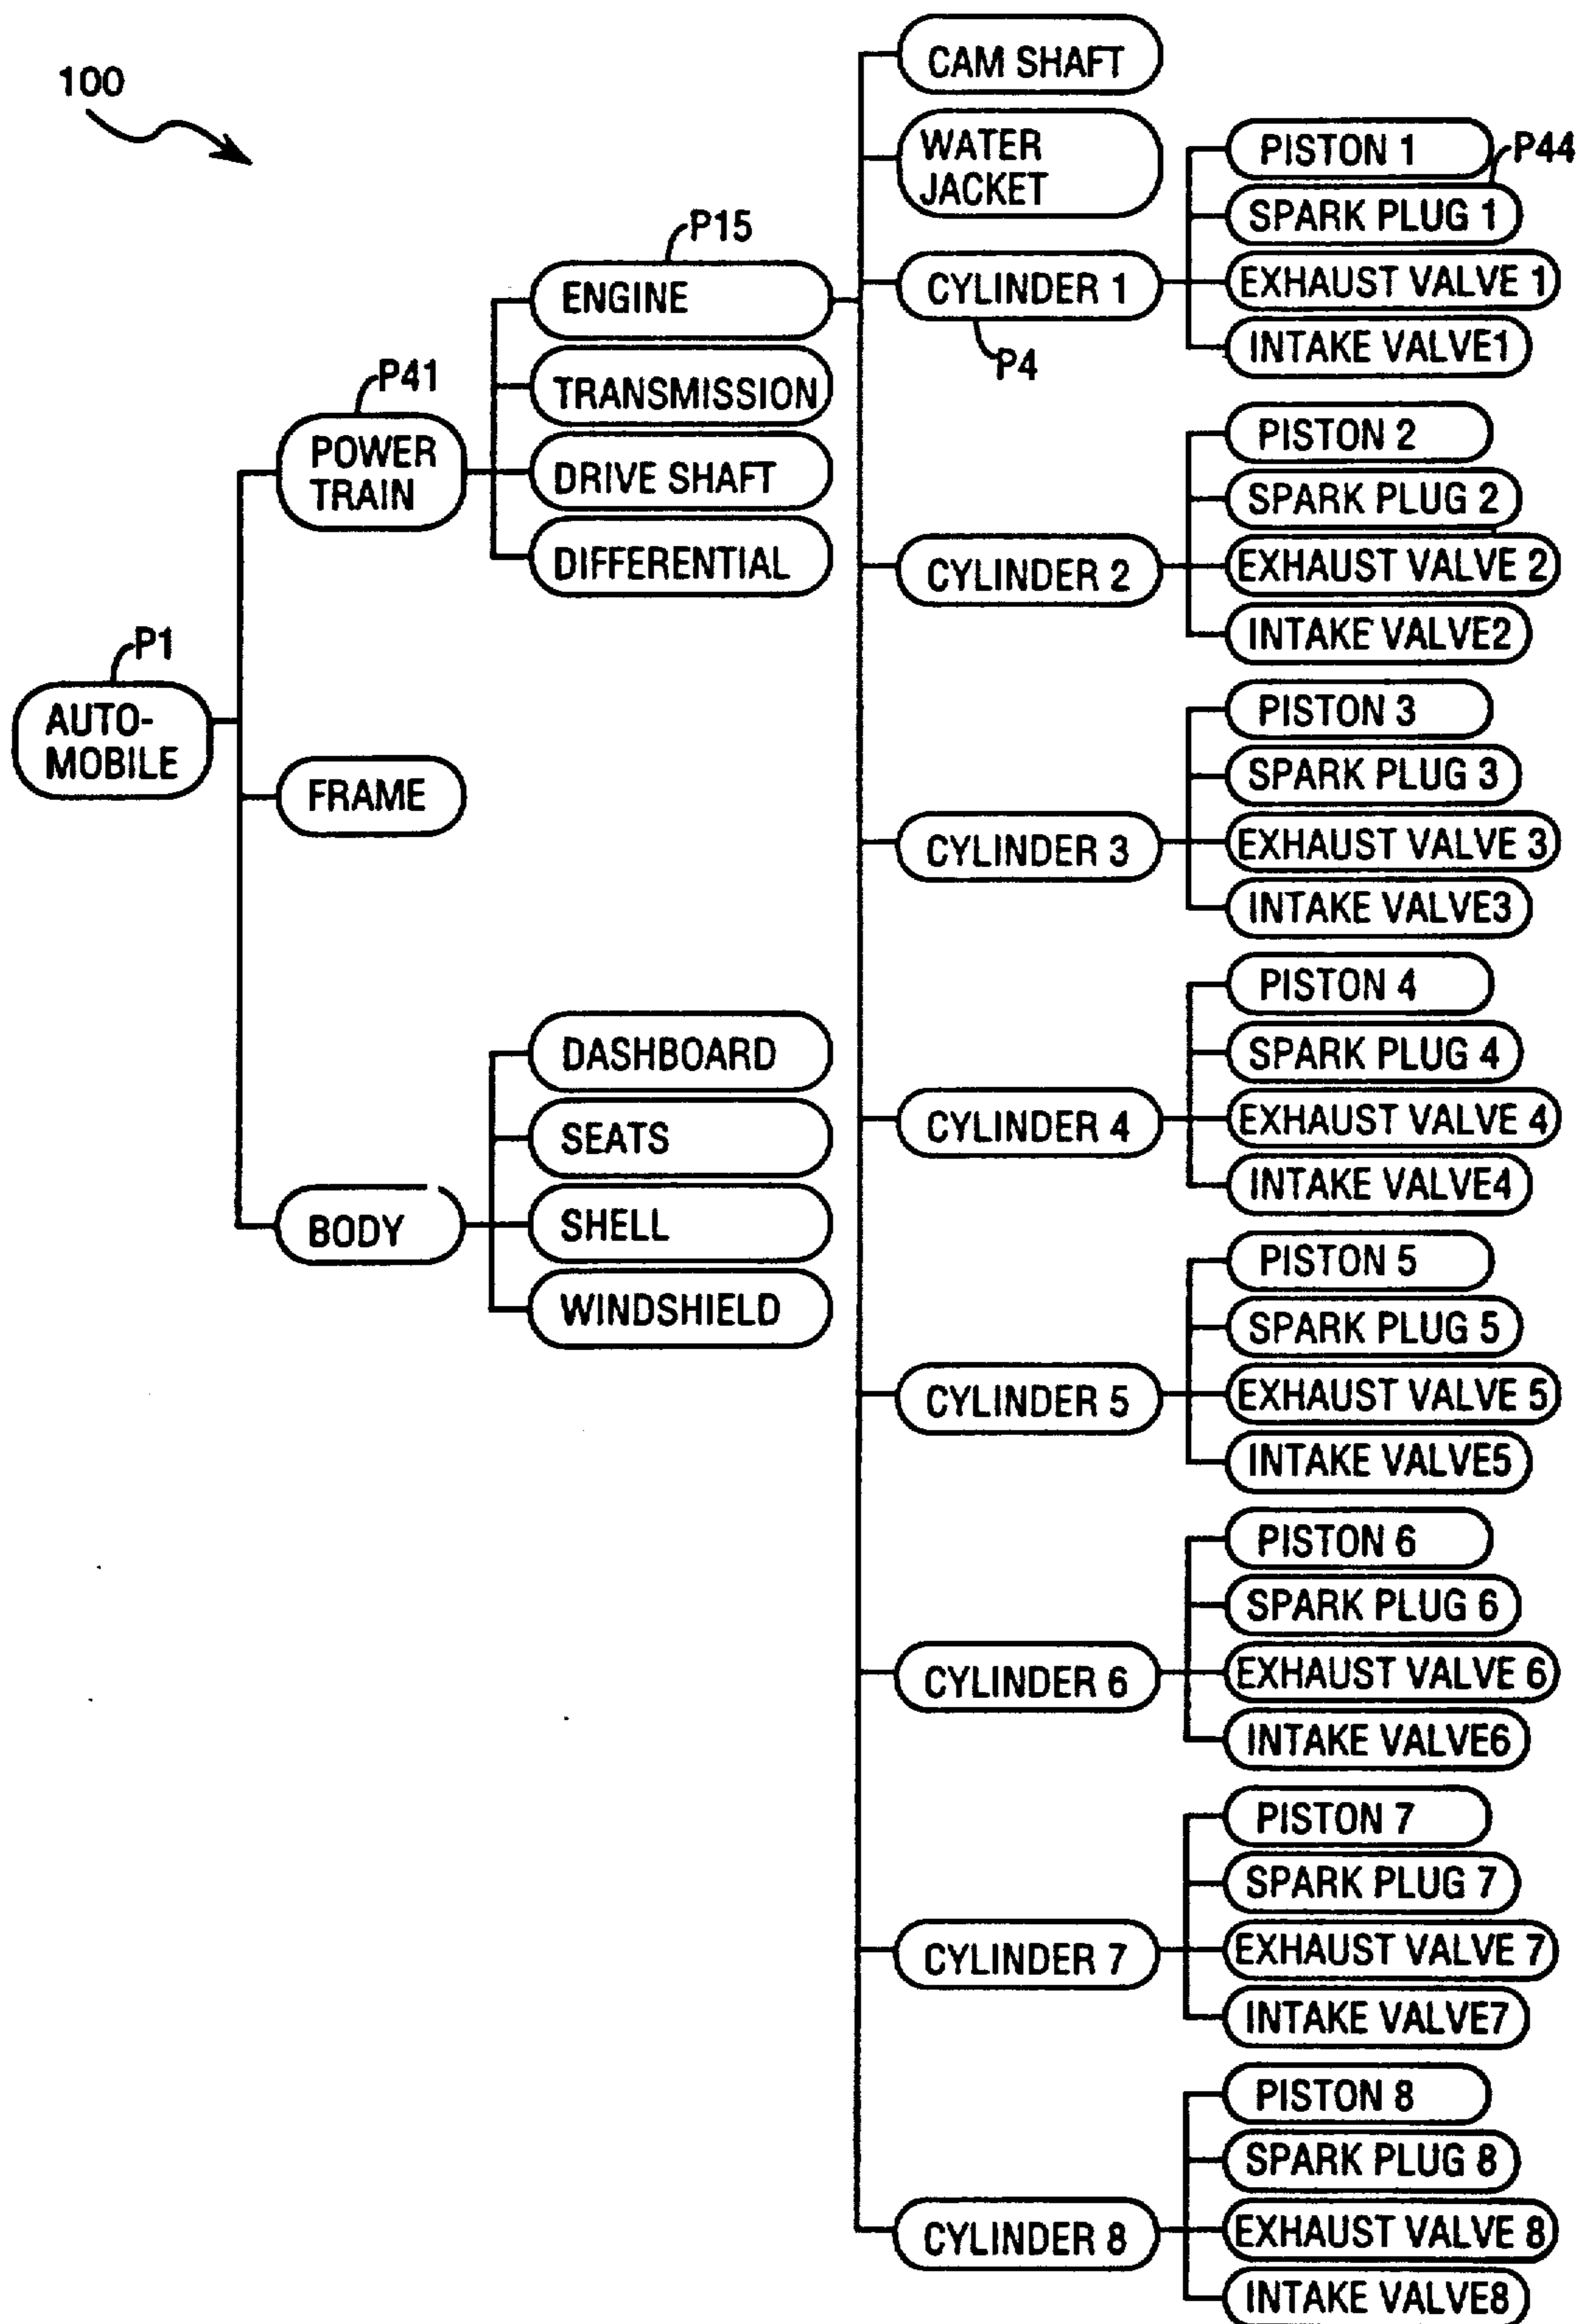 100
CAM SHAFT
WATER
JACKET
PISTON 1
P44
SPARK PLUG 1
P15
ENGINE
CYLINDER 1
EXHAUST VALVE 1
P4
INTAKE VALVE1
P41
TRANSMISSION
POWER
TRAIN
DRIVE SHAFT
DIFFERENTIAL
PISTON 2
SPARK PLUG 2
CYLINDER 2
EXHAUST VALVE 2
INTAKE VALVE2
P1
AUTO-
MOBILE
FRAME
PISTON 3
SPARK PLUG 3
CYLINDER 3
EXHAUST VALVE 3
INTAKE VALVE3
BODY
DASHBOARD
SEATS
SHELL
WINDSHIELD
PISTON 4
SPARK PLUG 4
CYLINDER 4
EXHAUST VALVE 4
INTAKE VALVE4
PISTON 5
SPARK PLUG 5
CYLINDER 5
EXHAUST VALVE 5
INTAKE VALVE5
PISTON 6
SPARK PLUG 6
CYLINDER 6
EXHAUST VALVE 6
INTAKE VALVE6
PISTON 7
SPARK PLUG 7
CYLINDER 7
EXHAUST VALVE 7
INTAKE VALVE7
PISTON 8
SPARK PLUG 8
CYLINDER 8
EXHAUST VALVE 8
INTAKE VALVE8